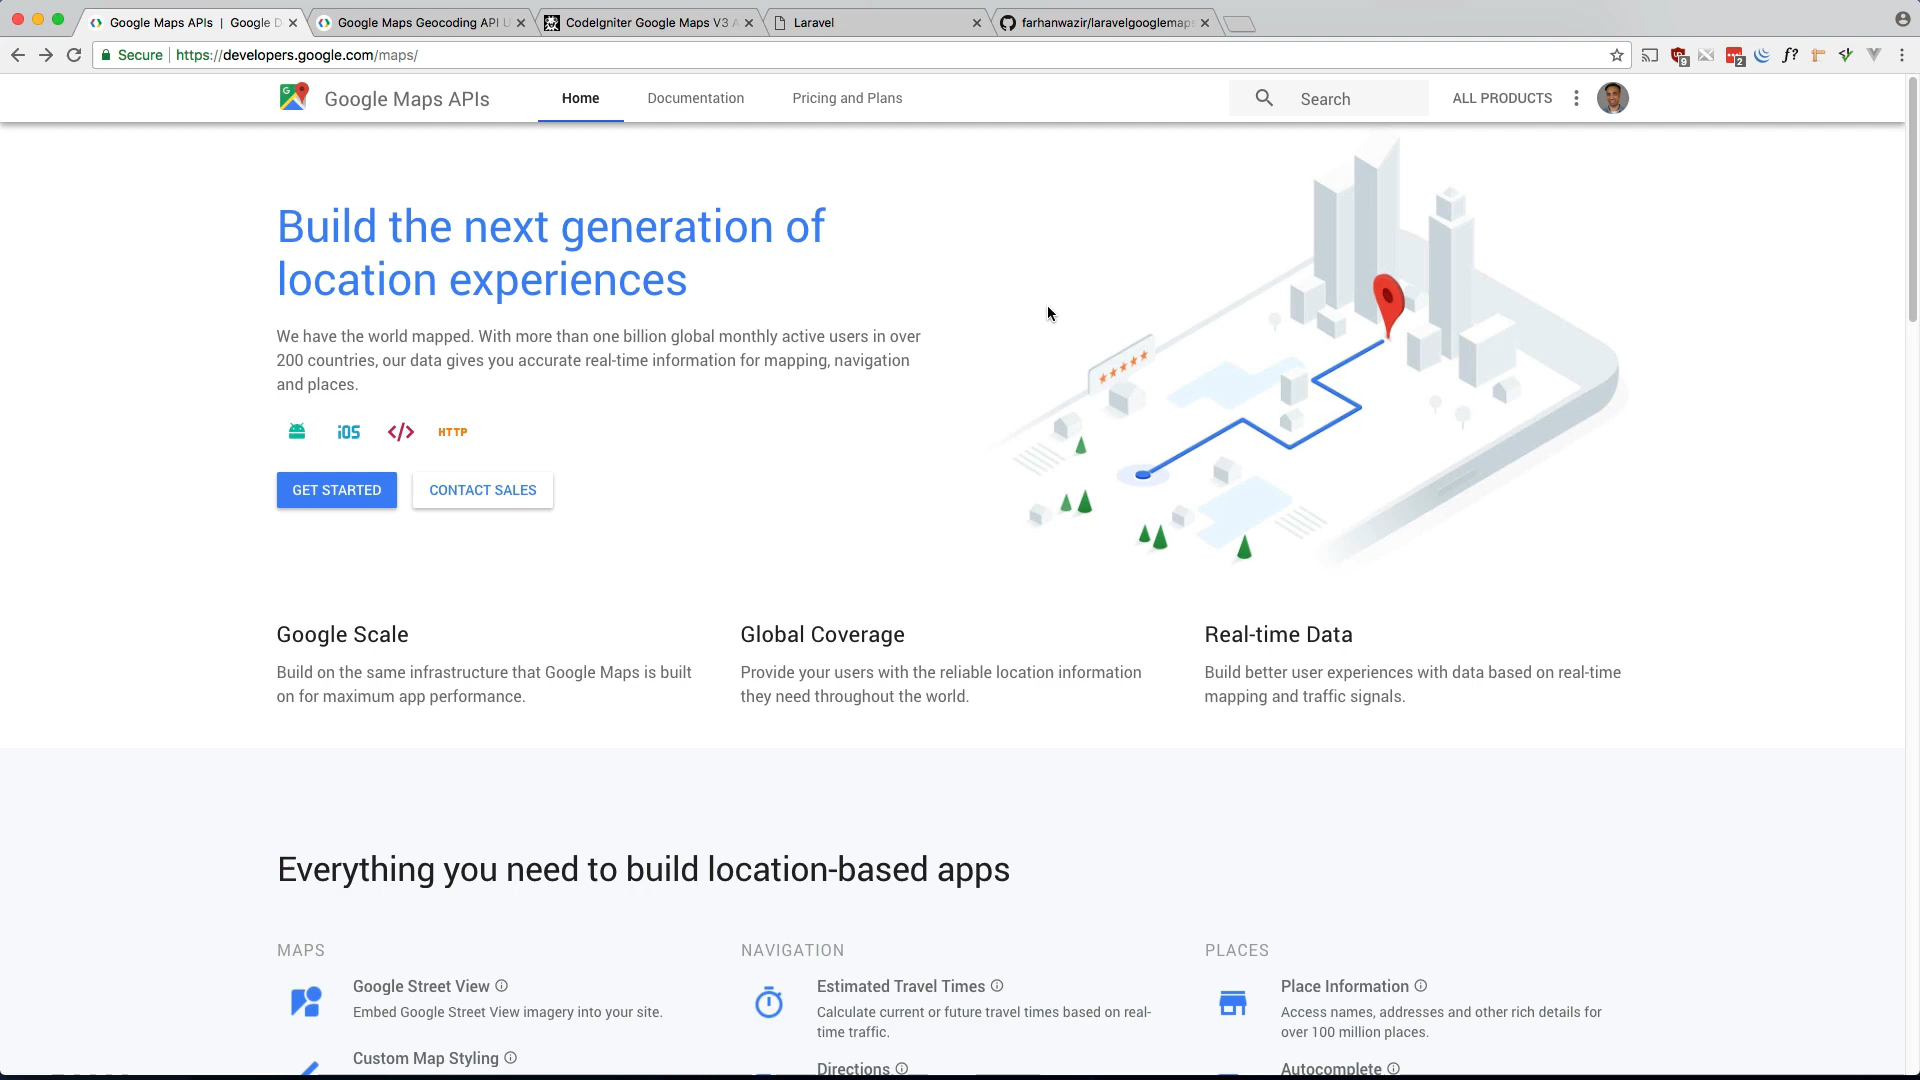 Google Maps APIs | Google D
Google Maps Geocoding API U
CodeIgniter Google Maps V3 A
Laravel
farhanwazir/laravelgooglemaps
Secure
https://developers.google.com/maps/
9
2
f?
Google Maps APIs
Home
Documentation
Pricing and Plans
Search
ALL PRODUCTS
Build the next generation of
location experiences
We have the world mapped. With more than one billion global monthly active users in over
200 countries, our data gives you accurate real-time information for mapping, navigation
and places.
iOS
</>
HTTP
GET STARTED
CONTACT SALES
Google Scale
Build on the same infrastructure that Google Maps is built
on for maximum app performance.
Global Coverage
Provide your users with the reliable location information
they need throughout the world.
Real-time Data
Build better user experiences with data based on real-time
mapping and traffic signals.
Everything you need to build location-based apps
MAPS
Google Street View
Embed Google Street View imagery into your site.
Custom Map Styling
NAVIGATION
Estimated Travel Times
Calculate current or future travel times based on real-
time traffic.
Directions
PLACES
Place Information
Access names, addresses and other rich details for
over 100 million places.
Autocomplete